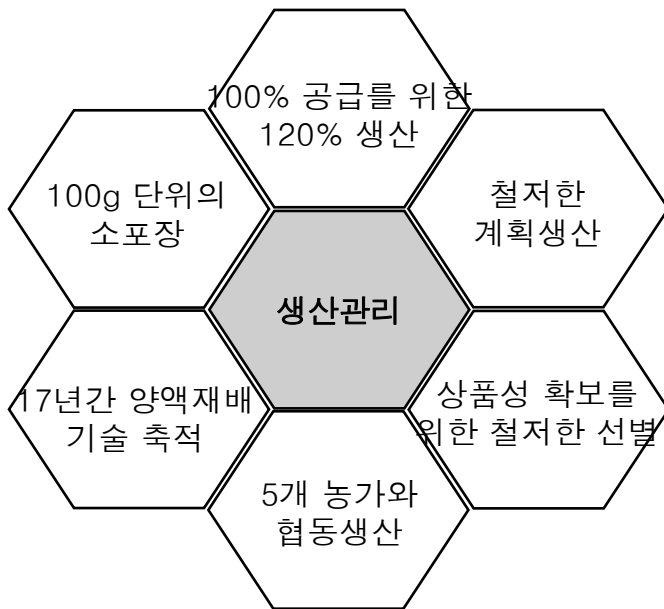 100% 공급를 위한
120% 생산
100g 단위의
소포장
철저한
계획생산
생산관리
17년간 양액재배
기술 축적
상품성 확보를
위한 철저한 선별
5개 농가와
협동생산